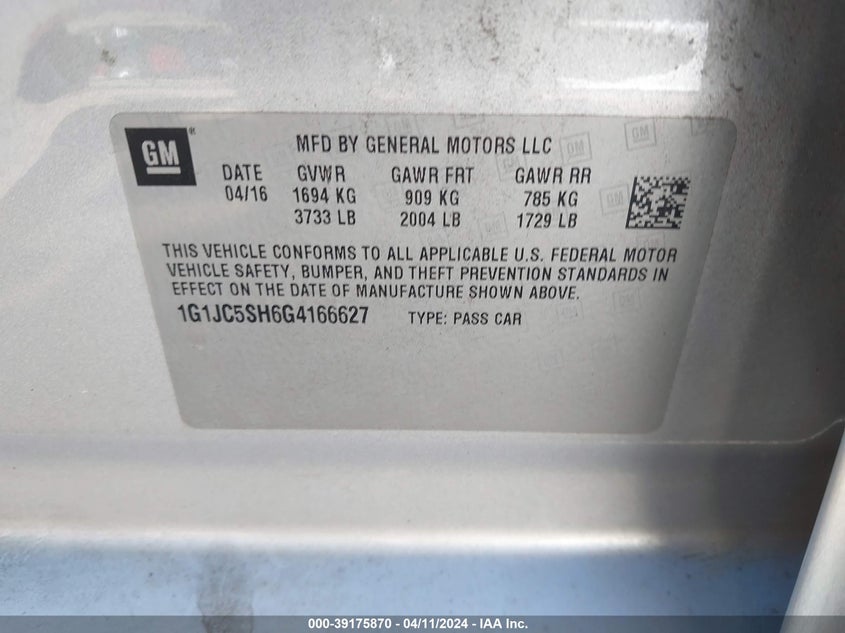 GM®
MFD BY GENERAL MOTORS LLC
DATE GVWR GAWR FRT GAWR RR
04/16 1694 KG 909 KG 785 KG
3733 LB 2004 LB 1729 LB
THIS VEHICLE CONFORMS TO ALL APPLICABLE U.S. FEDERAL MOTOR
VEHICLE SAFETY, BUMPER, AND THEFT PREVENTION STANDARDS IN
EFFECT ON THE DATE OF MANUFACTURE SHOWN ABOVE.
1G1JC5SH6G4166627 TYPE: PASS CAR
000-39175870 - 04/11/2024 - IAA Inc.